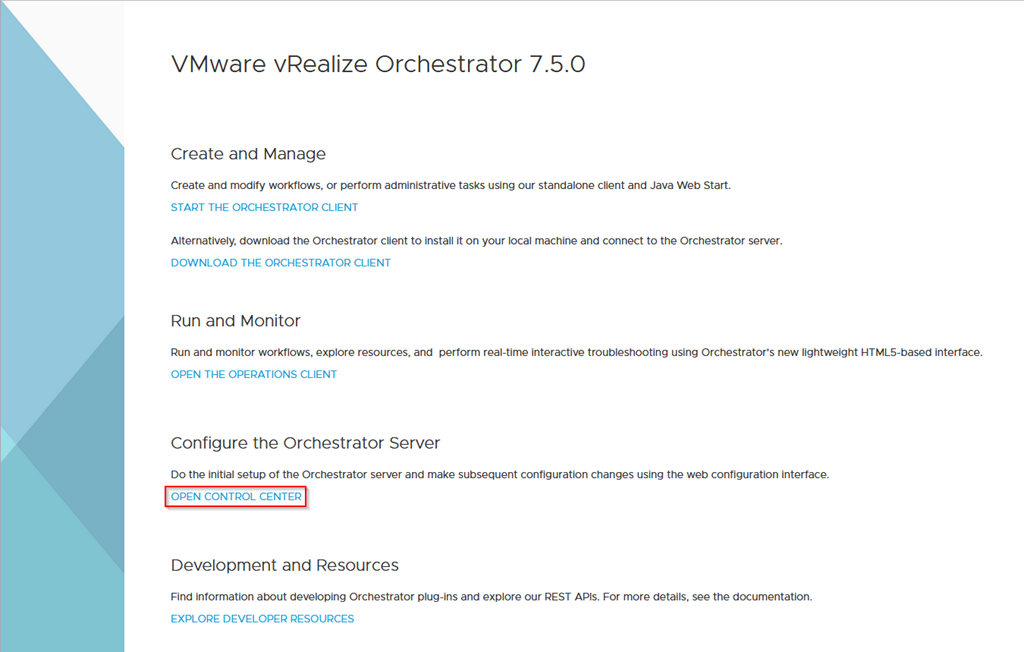 VMware vRealize Orchestrator 7.5.0
Create and Manage
Create and modify workflows, or perform administrative tasks using our standalone client and Java Web Start.
START THE ORCHESTRATOR CLIENT
Alternatively, download the Orchestrator client to install it on your local machine and connect to the Orchestrator server.
DOWNLOAD THE ORCHESTRATOR CLIENT
Run and Monitor
Run and monitor workflows, explore resources, and  perform real-time interactive troubleshooting using Orchestrator's new lightweight HTML5-based interface.
OPEN THE OPERATIONS CLIENT
Configure the Orchestrator Server
Do the initial setup of the Orchestrator server and make subsequent configuration changes using the web configuration interface.
OPEN CONTROL CENTER
Development and Resources
Find information about developing Orchestrator plug-ins and explore our REST APIs. For more details, see the documentation.
EXPLORE DEVELOPER RESOURCES